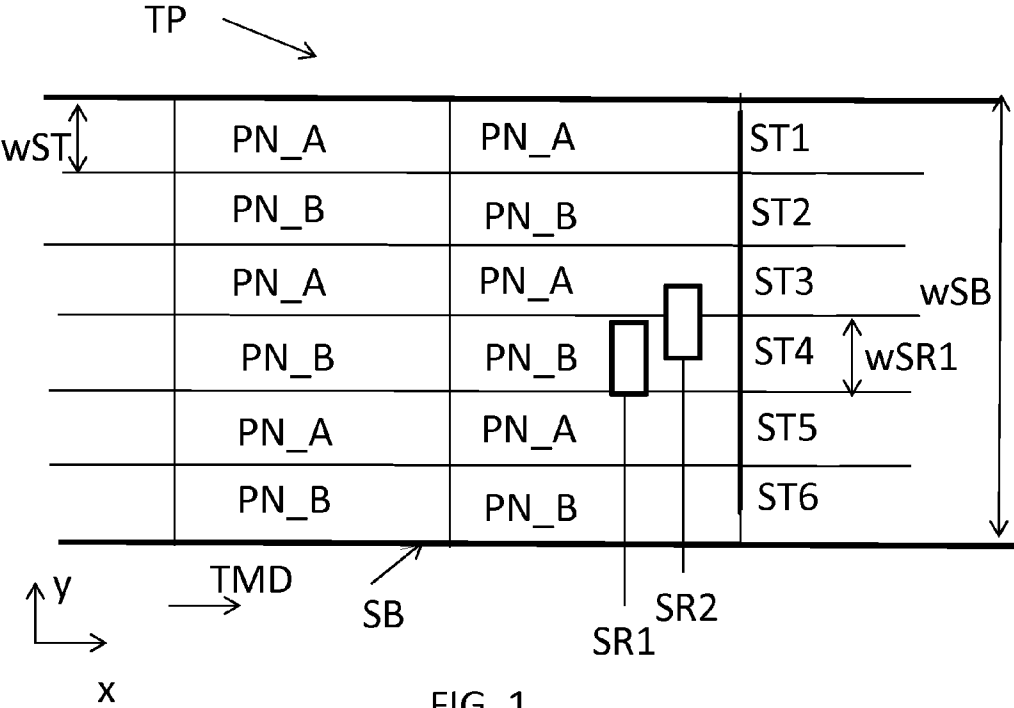 TP
wST PN_A PN_A ST1
PN_B PN_B ST2
PN_A PN_A ST3
wSB
PN_B PN_B ST4 wSR1
PN_A PN_A ST5
PN_B PN_B ST6
y TMD
SB SR2
SR1
x
FIG. 1